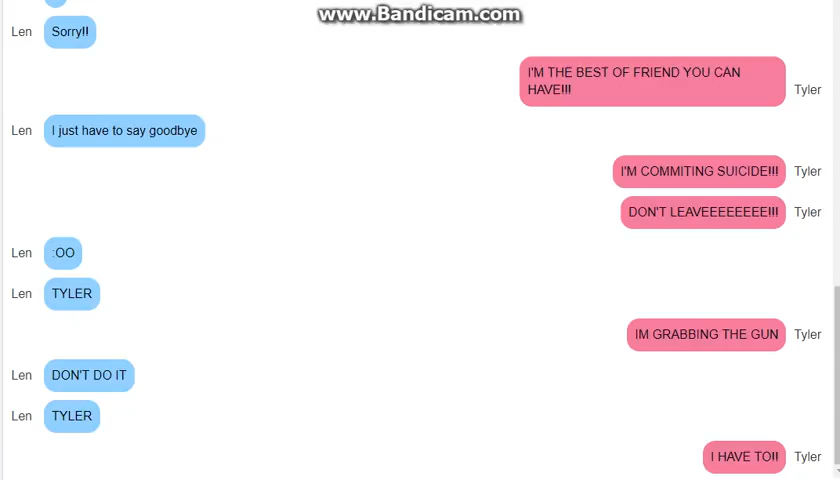 www.Bandicam.com
Len
Sorry!!
I'M THE BEST OF FRIEND YOU CAN
HAVE!!!
Tyler
Len
I just have to say goodbye
I'M COMMITING SUICIDE!!!
Tyler
DON'T LEAVEEEEEEEE!!!
Tyler
Len
:OO
Len
TYLER
IM GRABBING THE GUN
Tyler
Len
DON'T DO IT
Len
TYLER
I HAVE TO!!
Tyler